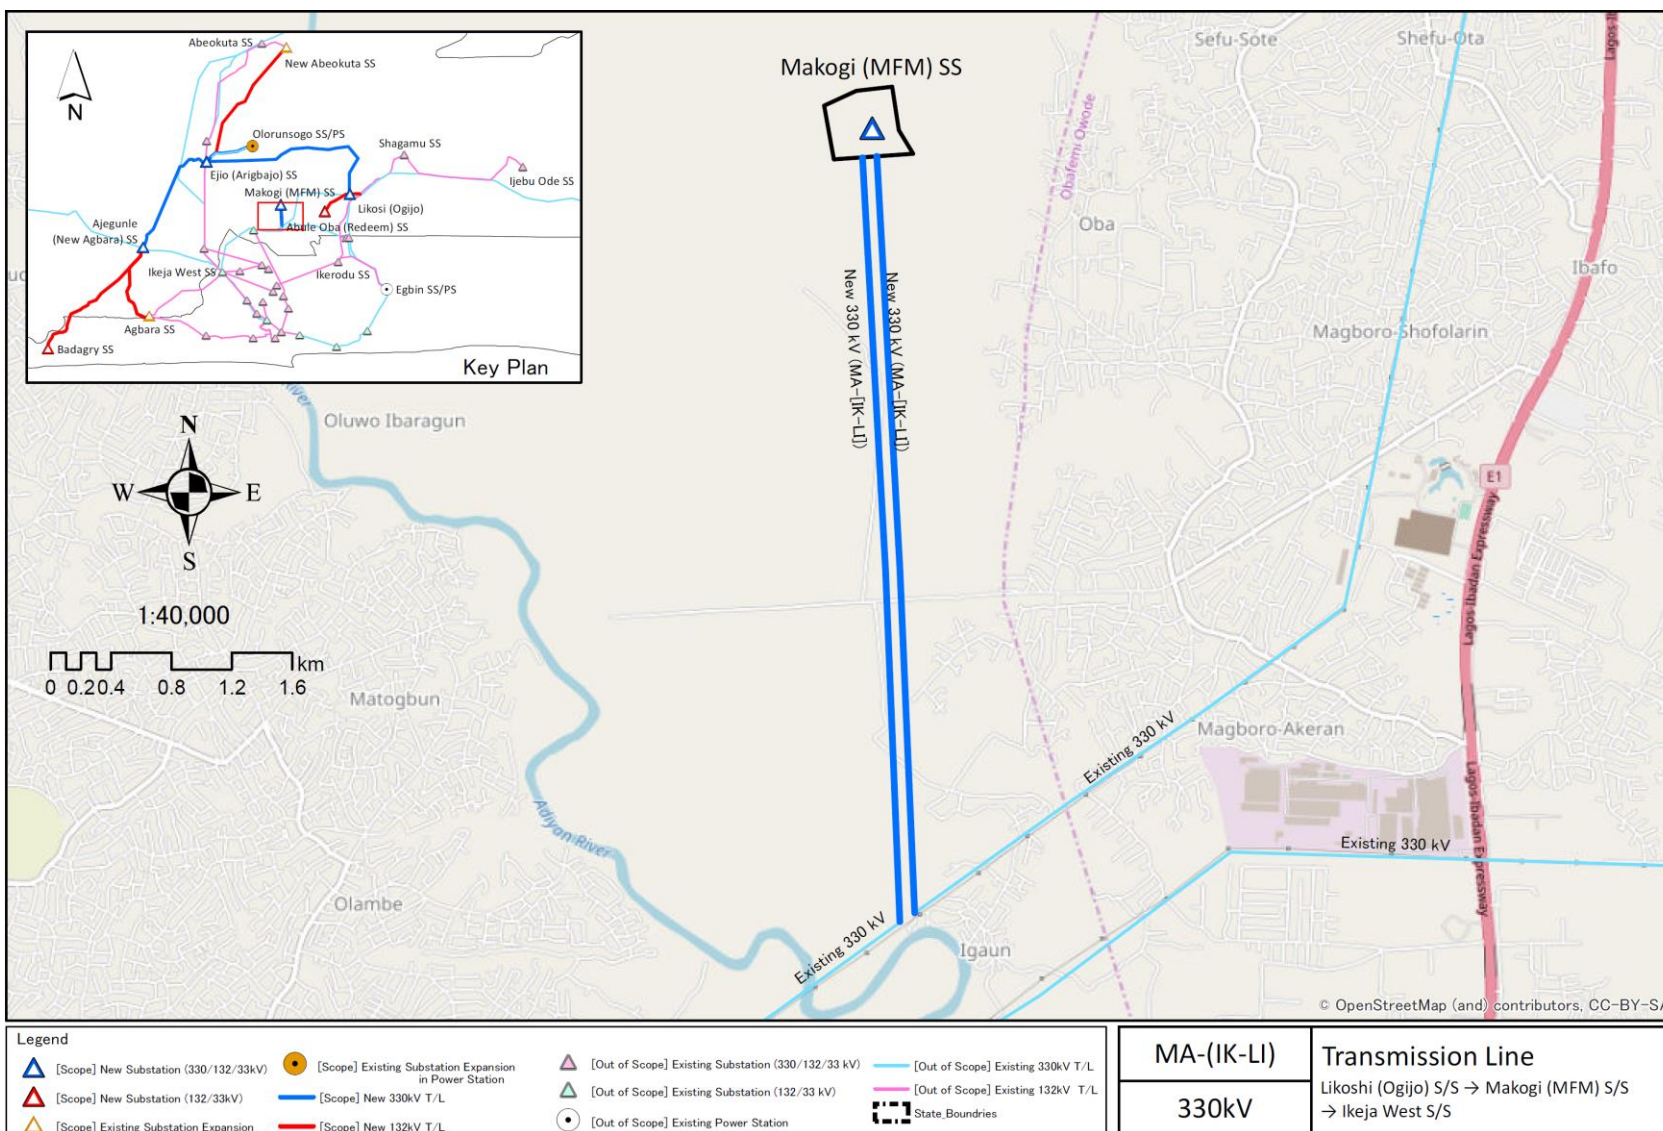 Makogi (MFM) SS
Sefu-Sote
Shefu-Ota
Lagos-Ib
Obafemi Owode
Oba
Ibafo
Magboro-Shofolarin
New 330 kV (MA-[IK-LI])
New 330 kV (MA-[IK-LI])
E1
Lagos-Ibadan Expressway
Magboro-Akeran
Existing 330 kV
Existing 330 kV
Lagos-Ibadan Expressway
Existing 330 kV
Igaun
Adiyan River
River
Oluwo Ibaragun
Matogbun
Olambe
N
W
E
S
1:40,000
km
0 0.20.4 0.8 1.2 1.6
© OpenStreetMap (and) contributors, CC-BY-SA
N
Abeokuta SS
New Abeokuta SS
Olorunsogo SS/PS
Ejio (Arigbajo) SS
Shagamu SS
Ijebu Ode SS
Makogi (MFM) SS
Likosi (Ogijo)
Ajegunle
(New Agbara) SS
Abule Oba (Redeem) SS
Ikeja West SS
Ikerodu SS
Egbin SS/PS
Agbara SS
Badagry SS
Key Plan
Legend
[Scope] New Substation (330/132/33kV)
[Scope] New Substation (132/33kV)
[Scope] Existing Substation Expansion
[Scope] Existing Substation Expansion
in Power Station
[Scope] New 330kV T/L
[Scope] New 132kV T/L
[Out of Scope] Existing Substation (330/132/33 kV)
[Out of Scope] Existing Substation (132/33 kV)
[Out of Scope] Existing Power Station
[Out of Scope] Existing 330kV T/L
[Out of Scope] Existing 132kV T/L
State_Boundries
MA-(IK-LI)
330kV
Transmission Line
Likoshi (Ogijo) S/S → Makogi (MFM) S/S
→ Ikeja West S/S